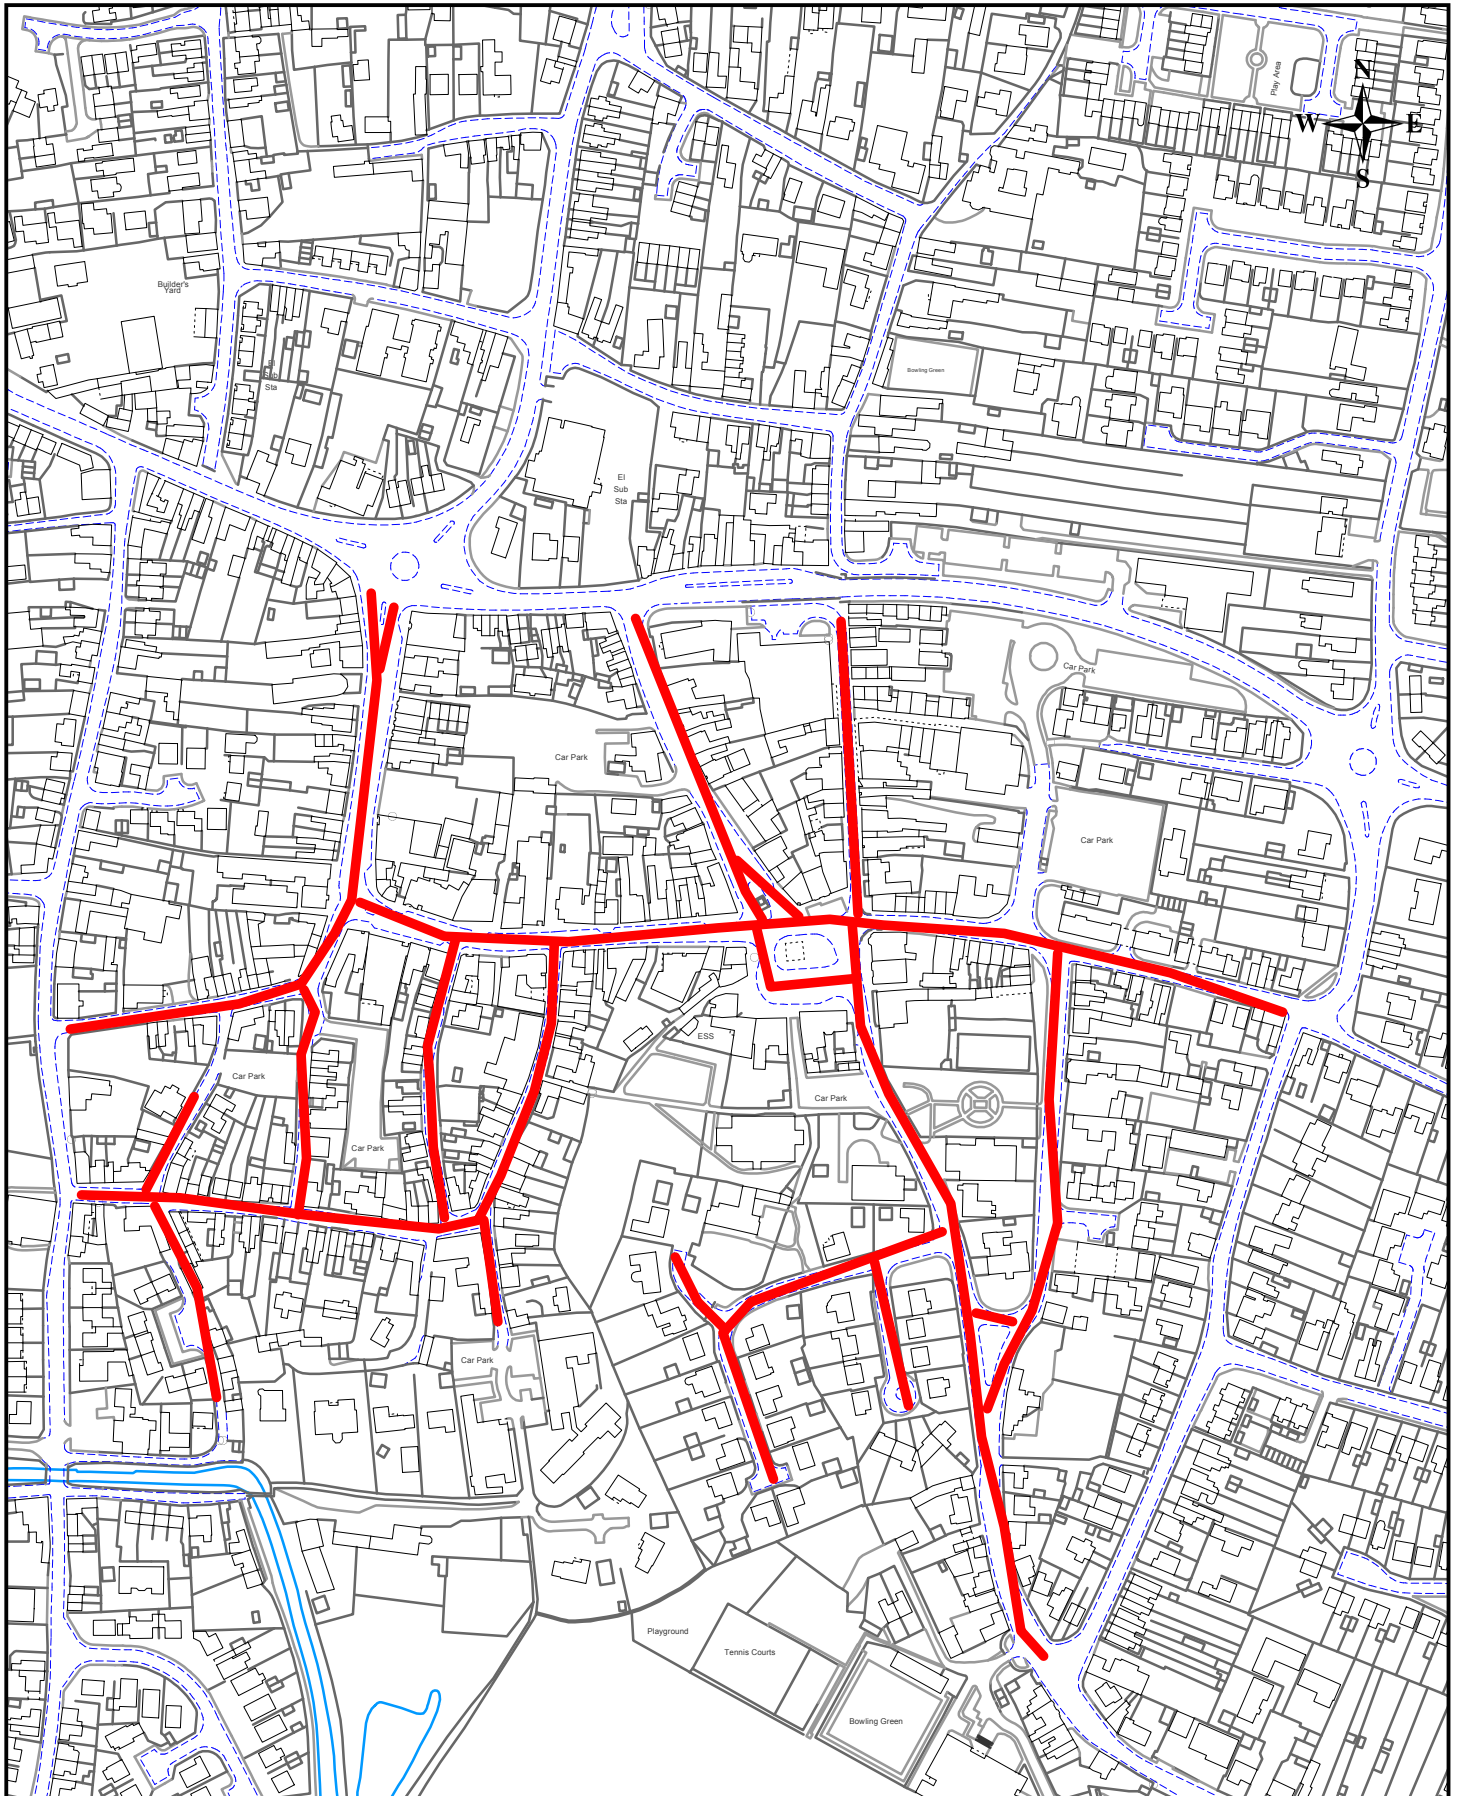 Play Area
N
W
E
S
Builder's
Yard
El
Sub
Sta
Bowling Green
El
Sub
Sta
Car Park
Car Park
Car Park
ESS
Car Park
Car Park
Car Park
Car Park
Playground
Tennis Courts
Bowling Green